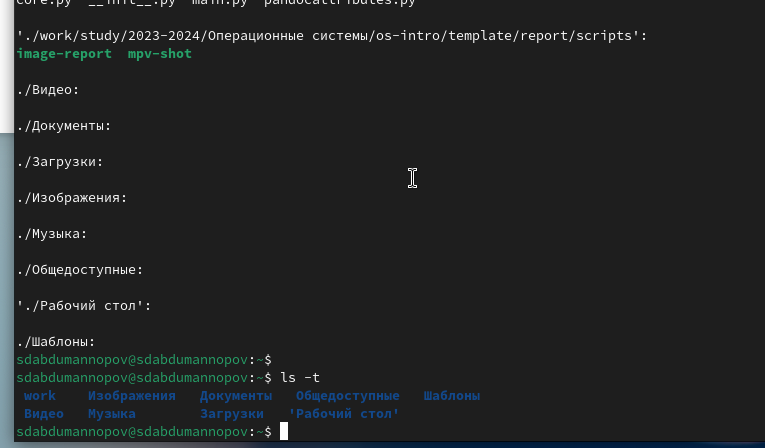 core.py __init__.py main.py pandocattributes.py
'./work/study/2023-2024/Операционные системы/os-intro/template/report/scripts':
image-report mpv-shot
./Видео:
./Документы:
./Загрузки:
./Изображения:
./Музыка:
./Общедоступные:
'./Рабочий стол':
./Шаблоны:
sdabdumannopov@sdabdumannopov:~$
sdabdumannopov@sdabdumannopov:~$ ls -t
work Изображения Документы Общедоступные Шаблоны
Видео Музыка Загрузки 'Рабочий стол'
sdabdumannopov@sdabdumannopov:~$